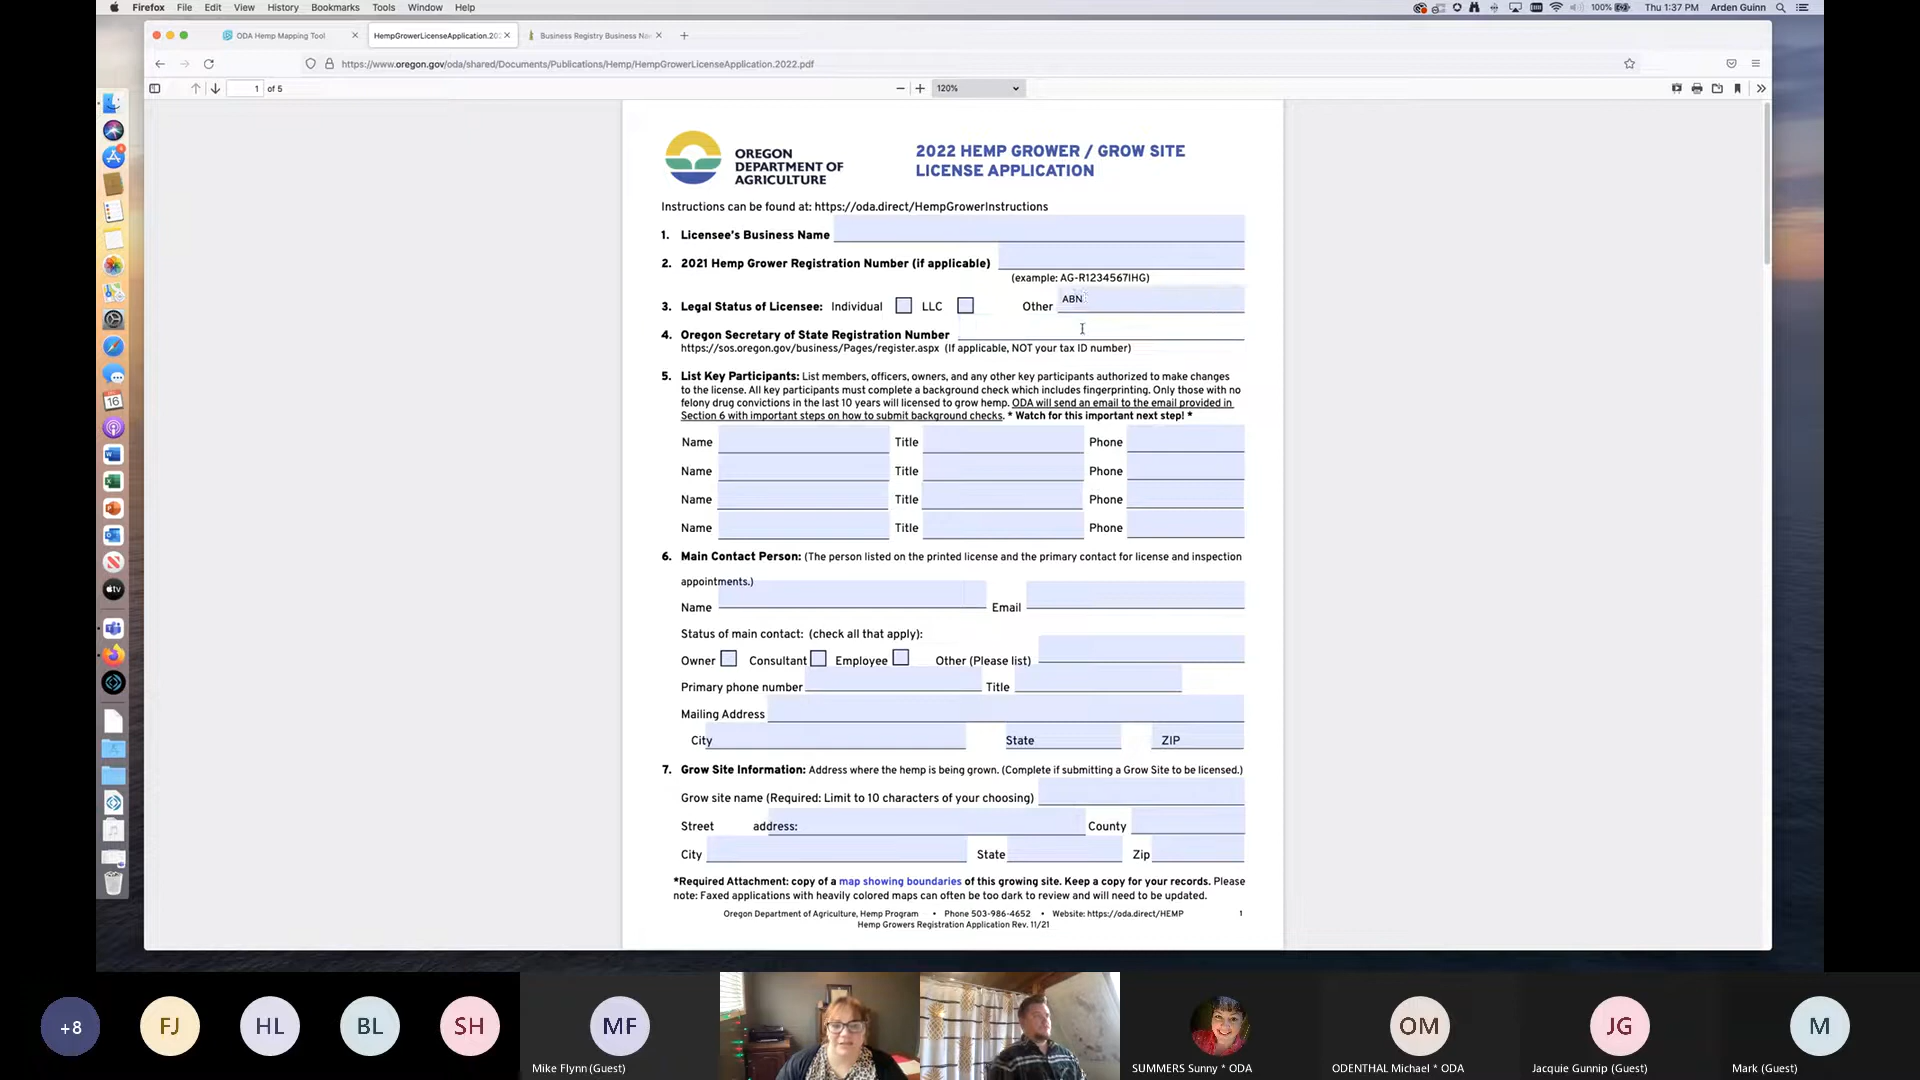 Firefox File Edit View History Bookmarks Tools Window Help
100% Thu 1:37 PM Arden Guinn
ODA Hemp Mapping Tool
HempGrowerLicenseApplication.20
Business Registry Business Na
https://www.oregon.gov/oda/shared/Documents/Publications/Hemp/HempGrowerLicenseApplication.2022.pdf
1 of 5
120%
OREGON
DEPARTMENT OF
AGRICULTURE
2022 HEMP GROWER / GROW SITE
LICENSE APPLICATION
Instructions can be found at: https://oda.direct/HempGrowerInstructions
1. Licensee's Business Name
2. 2021 Hemp Grower Registration Number (if applicable)
(example: AG-R1234567IHG)
3. Legal Status of Licensee: Individual LLC Other ABN
4. Oregon Secretary of State Registration Number
https://sos.oregon.gov/business/Pages/register.aspx (If applicable, NOT your tax ID number)
5. List Key Participants: List members, officers, owners, and any other key participants authorized to make changes
to the license. All key participants must complete a background check which includes fingerprinting. Only those with no
felony drug convictions in the last 10 years will licensed to grow hemp. ODA will send an email to the email provided in
Section 6 with important steps on how to submit background checks. * Watch for this important next step! *
Name Title Phone
Name Title Phone
Name Title Phone
Name Title Phone
6. Main Contact Person: (The person listed on the printed license and the primary contact for license and inspection
appointments.)
Name Email
Status of main contact: (check all that apply):
Owner Consultant Employee Other (Please list)
Primary phone number Title
Mailing Address
City State ZIP
7. Grow Site Information: Address where the hemp is being grown. (Complete if submitting a Grow Site to be licensed.)
Grow site name (Required: Limit to 10 characters of your choosing)
Street address: County
City State Zip
*Required Attachment: copy of a map showing boundaries of this growing site. Keep a copy for your records. Please
note: Faxed applications with heavily colored maps can often be too dark to review and will need to be updated.
Oregon Department of Agriculture, Hemp Program • Phone 503-986-4652 • Website: https://oda.direct/HEMP 1
Hemp Growers Registration Application Rev. 11/21
16
tv
+8 FJ HL BL SH MF OM JG M
Mike Flynn (Guest) SUMMERS Sunny * ODA ODENTHAL Michael * ODA Jacquie Gunnip (Guest) Mark (Guest)